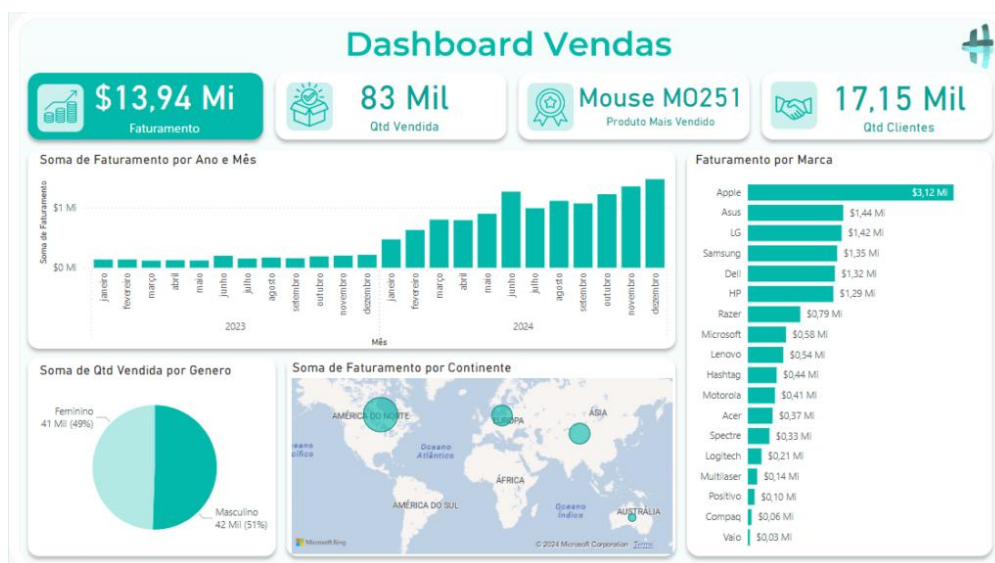 Dashboard Vendas
$13,94 Mi
Faturamento
83 Mil
Qtd Vendida
Mouse MO251
Produto Mais Vendido
17,15 Mil
Qtd Clientes
Soma de Faturamento por Ano e Mês
Soma de Faturamento
$1 Mi
$0 Mi
janeiro
fevereiro
março
abril
maio
junho
julho
agosto
setembro
outubro
novembro
dezembro
janeiro
fevereiro
março
abril
maio
junho
julho
agosto
setembro
outubro
novembro
dezembro
2023
2024
Mês
Faturamento por Marca
Apple $3,12 Mi
Asus $1,44 Mi
LG $1,42 Mi
Samsung $1,35 Mi
Dell $1,32 Mi
HP $1,29 Mi
Razer $0,79 Mi
Microsoft $0,58 Mi
Lenovo $0,54 Mi
Hashtag $0,44 Mi
Motorola $0,41 Mi
Acer $0,37 Mi
Spectre $0,33 Mi
Logitech $0,21 Mi
Multilaser $0,14 Mi
Positivo $0,10 Mi
Compaq $0,06 Mi
Vaio $0,03 Mi
Soma de Qtd Vendida por Genero
Feminino
41 Mil (49%)
Masculino
42 Mil (51%)
Soma de Faturamento por Continente
AMÉRICA DO NORTE
EUROPA
ÁSIA
Oceano
Atlântico
ÁFRICA
AMÉRICA DO SUL
Oceano
Índico
AUSTRÁLIA
Microsoft Bing
© 2024 Microsoft Corporation Terms